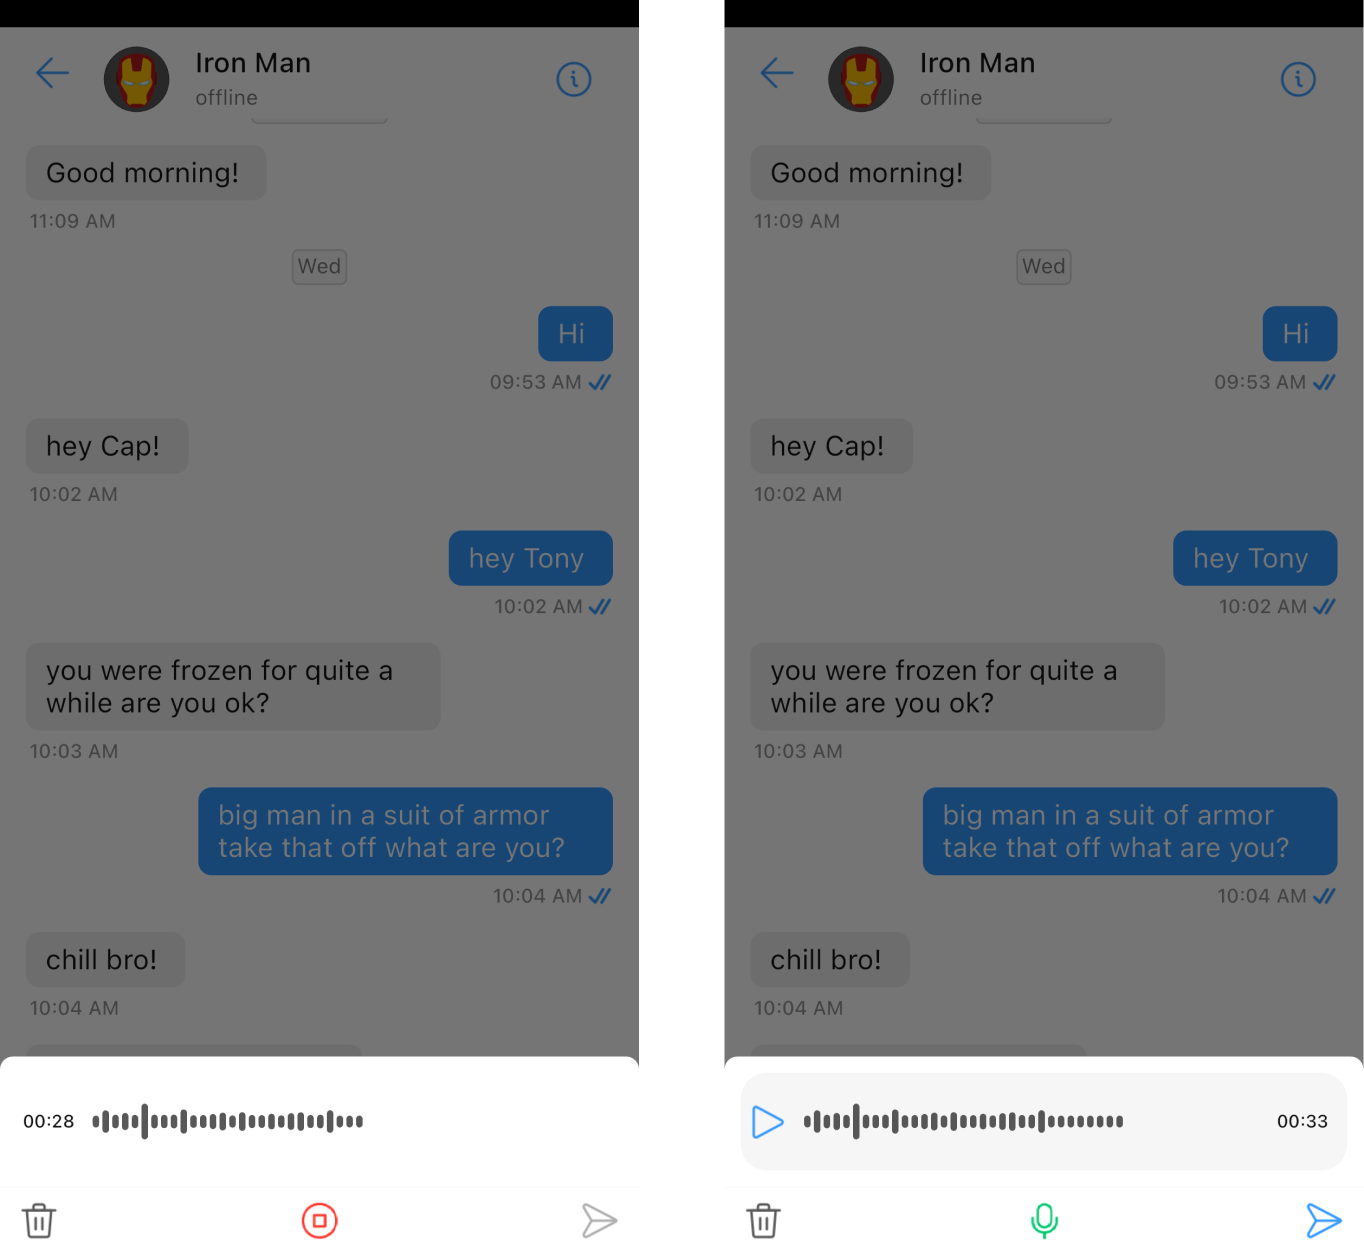 Iron Man
offline
Good morning!
11:09 AM
Wed
Hi
09:53 AM
hey Cap!
10:02 AM
hey Tony
10:02 AM
you were frozen for quite a
while are you ok?
10:03 AM
big man in a suit of armor
take that off what are you?
10:04 AM
chill bro!
10:04 AM
00:28
Iron Man
offline
Good morning!
11:09 AM
Wed
Hi
09:53 AM
hey Cap!
10:02 AM
hey Tony
10:02 AM
you were frozen for quite a
while are you ok?
10:03 AM
big man in a suit of armor
take that off what are you?
10:04 AM
chill bro!
10:04 AM
00:33